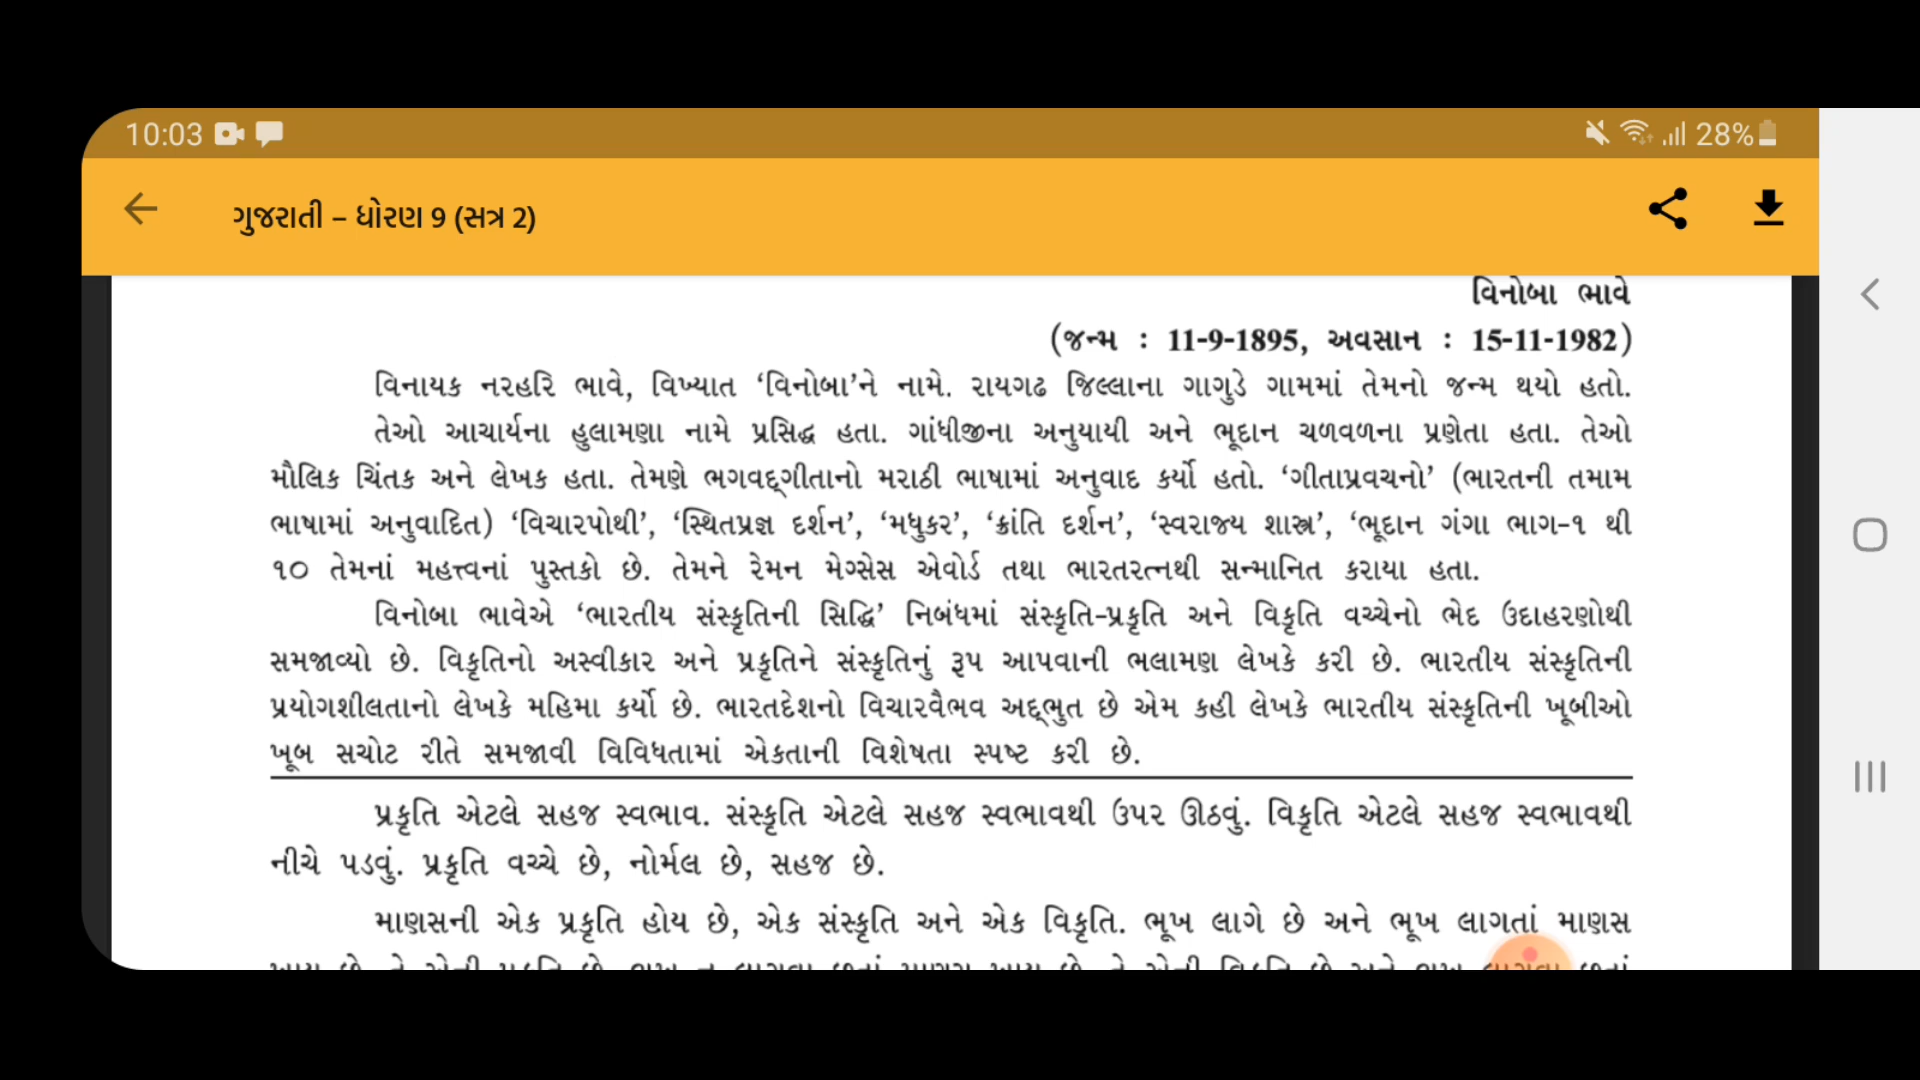 10:03
28%
ગુજરાતી – ધોરણ 9 (સત્ર 2)
વિનોબા ભાવે
(જન્મ : 11-9-1895, અવસાન : 15-11-1982)
વિનાયક નરહરિ ભાવે, વિખ્યાત ‘વિનોબા’ને નામે. રાયગઢ જિલ્લાના ગાગુડે ગામમાં તેમનો જન્મ થયો હતો.
તેઓ આચાર્યના હુલામણા નામે પ્રસિદ્ધ હતા. ગાંધીજીના અનુયાયી અને ભૂદાન ચળવળના પ્રણેતા હતા. તેઓ
મૌલિક ચિંતક અને લેખક હતા. તેમણે ભગવદ્ગીતાનો મરાઠી ભાષામાં અનુવાદ કર્યો હતો. ‘ગીતાપ્રવચનો’ (ભારતની તમામ
ભાષામાં અનુવાદિત) ‘વિચારપોથી’, ‘સ્થિતપ્રજ્ઞ દર્શન’, ‘મધુકર’, ‘ક્રાંતિ દર્શન’, ‘સ્વરાજ્ય શાસ્ત્ર’, ‘ભૂદાન ગંગા ભાગ-૧ થી
૧૦ તેમનાં મહત્ત્વનાં પુસ્તકો છે. તેમને રેમન મેગ્સેસ એવોર્ડ તથા ભારતરત્નથી સન્માનિત કરાયા હતા.
વિનોબા ભાવેએ ‘ભારતીય સંસ્કૃતિની સિદ્ધિ’ નિબંધમાં સંસ્કૃતિ-પ્રકૃતિ અને વિકૃતિ વચ્ચેનો ભેદ ઉદાહરણોથી
સમજાવ્યો છે. વિકૃતિનો અસ્વીકાર અને પ્રકૃતિને સંસ્કૃતિનું રૂપ આપવાની ભલામણ લેખકે કરી છે. ભારતીય સંસ્કૃતિની
પ્રયોગશીલતાનો લેખકે મહિમા કર્યો છે. ભારતદેશનો વિચારવૈભવ અદ્ભુત છે એમ કહી લેખકે ભારતીય સંસ્કૃતિની ખૂબીઓ
ખૂબ સચોટ રીતે સમજાવી વિવિધતામાં એકતાની વિશેષતા સ્પષ્ટ કરી છે.
પ્રકૃતિ એટલે સહજ સ્વભાવ. સંસ્કૃતિ એટલે સહજ સ્વભાવથી ઉપર ઊઠવું. વિકૃતિ એટલે સહજ સ્વભાવથી
નીચે પડવું. પ્રકૃતિ વચ્ચે છે, નોર્મલ છે, સહજ છે.
માણસની એક પ્રકૃતિ હોય છે, એક સંસ્કૃતિ અને એક વિકૃતિ. ભૂખ લાગે છે અને ભૂખ લાગતાં માણસ